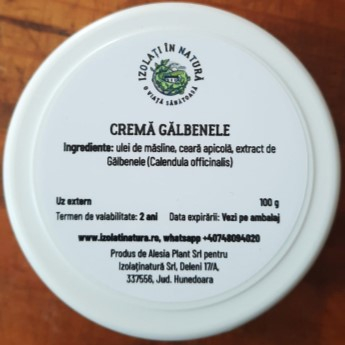 IZOLAȚI ÎN NATURĂ
O VIAȚĂ SĂNĂTOASĂ
CREMĂ GĂLBENELE
Ingrediente: ulei de măsline, ceară apicolă, extract de
Gălbenele (Calendula officinalis)
Uz extern 100 g
Termen de valabilitate: 2 ani Data expirării: Vezi pe ambalaj
www.izolatinatura.ro, whatsapp +40748094020
Produs de Alesia Plant Srl pentru
Izolaținatură Srl, Deleni 17/A,
337556, Jud. Hunedoara